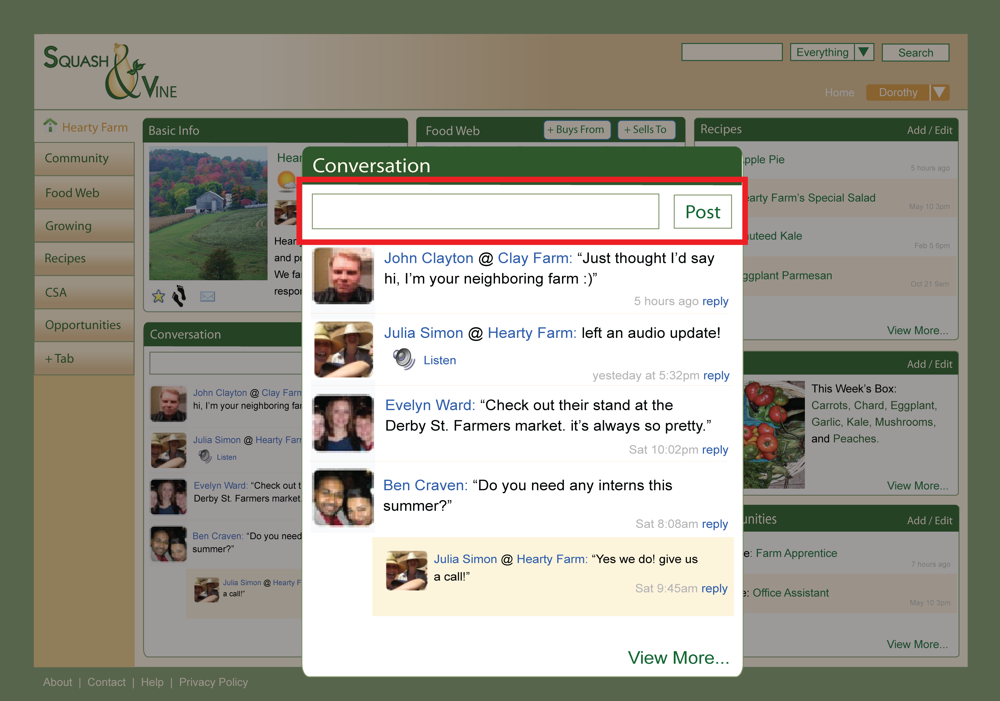 SQUASH & VINE
Everything
Search
Home
Dorothy
Hearty Farm
Community
Food Web
Growing
Recipes
CSA
Opportunities
+ Tab
Basic Info
Hear
Hear
and pr
We fa
respon
Food Web
+ Buys From
+ Sells To
Recipes
Add / Edit
pple Pie
5 hours ago
earty Farm’s Special Salad
May 10 3pm
uteed Kale
Feb 5 6pm
ggplant Parmesan
Oct 21 9am
View More...
Conversation
John Clayton @ Clay Farm
hi, I’m your neighboring far
Julia Simon @ Hearty Farm
Listen
Evelyn Ward: “Check out t
Derby St. Farmers market.
Ben Craven: “Do you need
summer?”
Julia Simon @ Hearty F
a call!”
Conversation
Post
John Clayton @ Clay Farm: “Just thought I’d say
hi, I’m your neighboring farm :)”
5 hours ago reply
Julia Simon @ Hearty Farm: left an audio update!
Listen
yesteday at 5:32pm reply
Evelyn Ward: “Check out their stand at the
Derby St. Farmers market. it’s always so pretty.”
Sat 10:02pm reply
Ben Craven: “Do you need any interns this
summer?”
Sat 8:08am reply
Julia Simon @ Hearty Farm: “Yes we do! give us
a call!”
Sat 9:45am reply
View More...
Add / Edit
This Week’s Box:
Carrots, Chard, Eggplant,
Garlic, Kale, Mushrooms,
and Peaches.
View More...
unities
Add / Edit
e: Farm Apprentice
7 hours ago
e: Office Assistant
May 10 3pm
View More...
About | Contact | Help | Privacy Policy